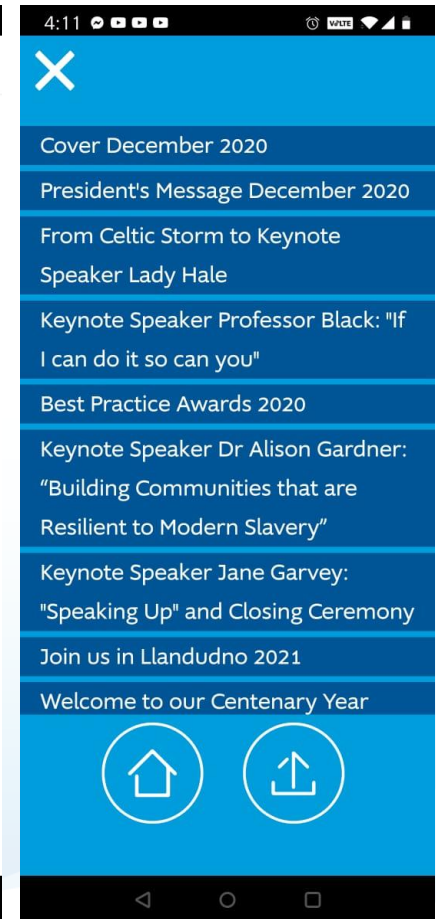 4:11
VoLTE
Cover December 2020
President's Message December 2020
From Celtic Storm to Keynote
Speaker Lady Hale
Keynote Speaker Professor Black: "If
I can do it so can you"
Best Practice Awards 2020
Keynote Speaker Dr Alison Gardner:
“Building Communities that are
Resilient to Modern Slavery”
Keynote Speaker Jane Garvey:
"Speaking Up" and Closing Ceremony
Join us in Llandudno 2021
Welcome to our Centenary Year